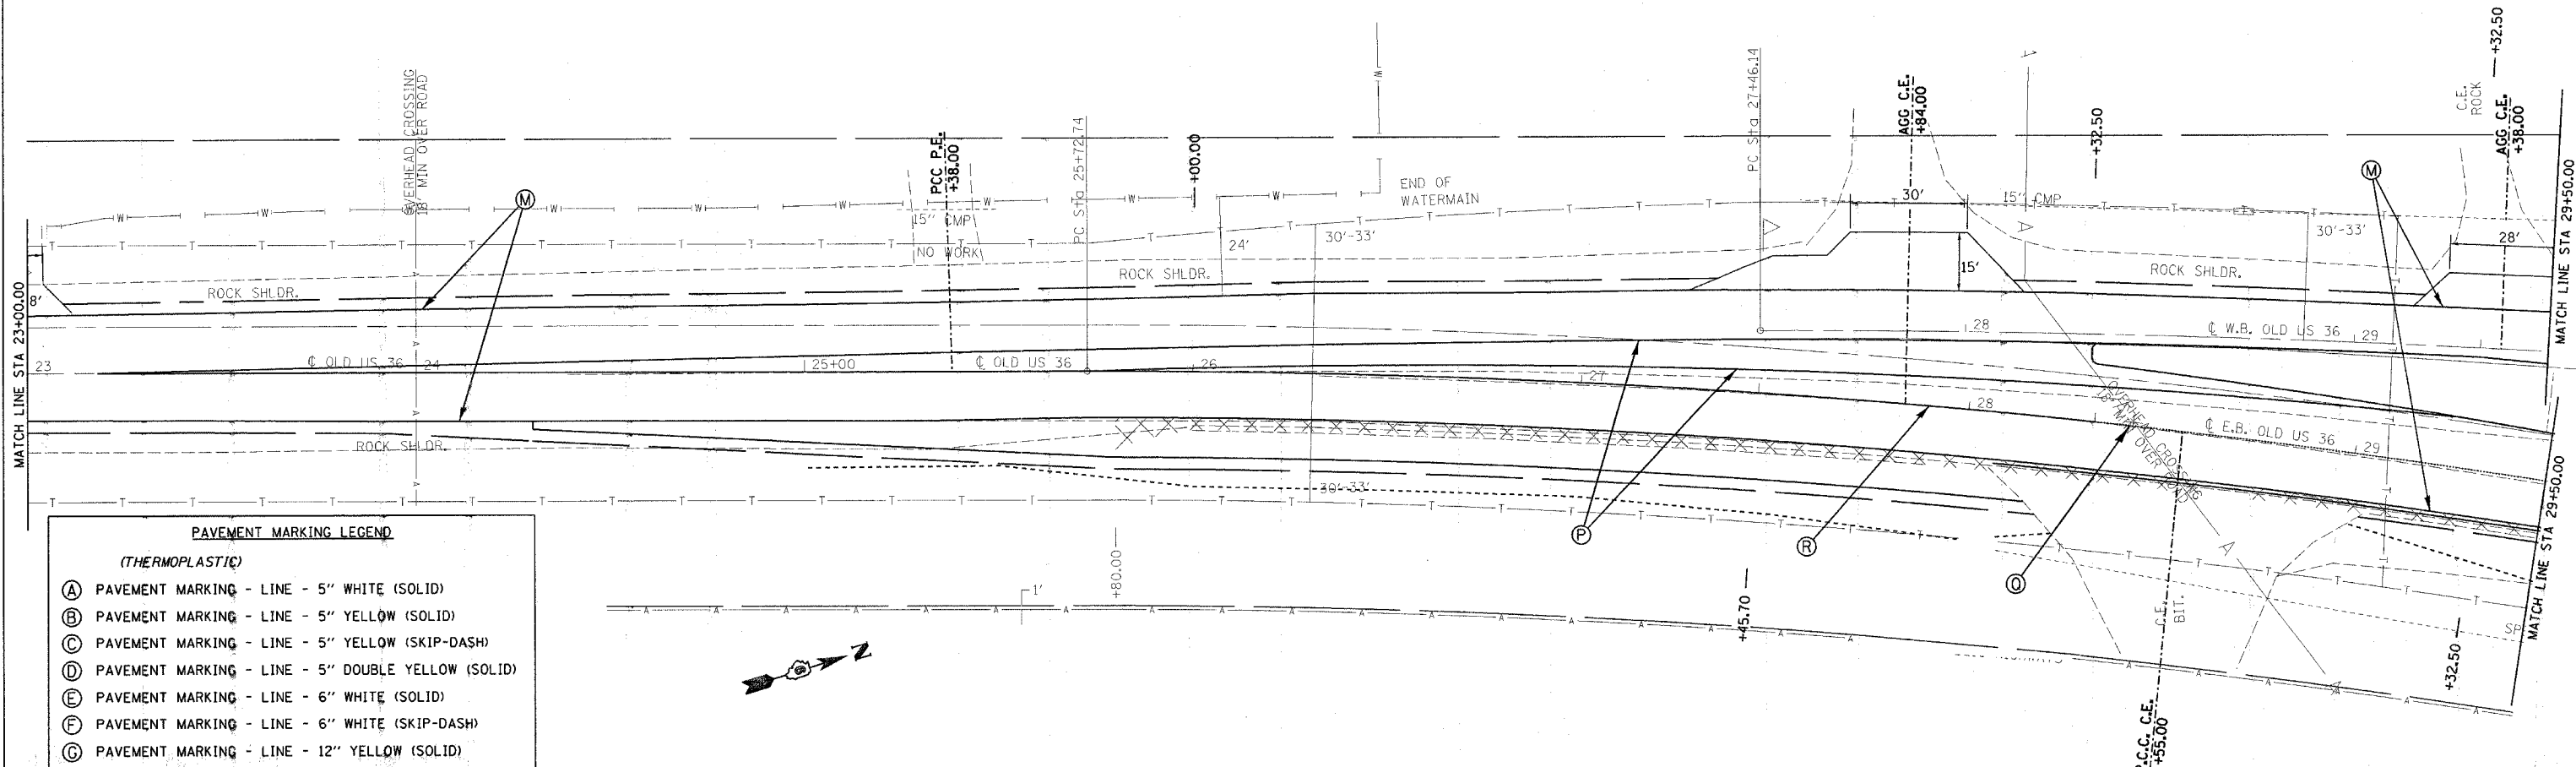 +32.50
OVERHEAD CROSSING
18' MIN OVER ROAD
PCC P.E.
+38.00
PC Sta 25+72.74
+00.00
PC Sta 27+46.14
AGG C.E.
+84.00
+32.50
C.E.
ROCK
AGG C.E.
+38.00
M
M
W W W W W W W W W
15" CMP
NO WORK
END OF
WATERMAIN
24'
30'-33'
30'
15" CMP
15'
30'-33'
28'
8'
ROCK SHLDR.
ROCK SHLDR.
ROCK SHLDR.
MATCH LINE STA 23+00.00
MATCH LINE STA 29+50.00
23
℄ OLD US 36
24
25+00
℄ OLD US 36
26
27
28
℄ W.B. OLD US 36
29
28
OVERHEAD CROSSING
℄ E.B. OLD US 36
29
ROCK SHLDR.
30'-33'
P
R
Q
+80.00
1'
+45.70
C.E.
BIT.
+32.50
SP
MATCH LINE STA 29+50.00
N
P.C.C. C.E.
+55.00
PAVEMENT MARKING LEGEND
(THERMOPLASTIC)
A PAVEMENT MARKING - LINE - 5" WHITE (SOLID)
B PAVEMENT MARKING - LINE - 5" YELLOW (SOLID)
C PAVEMENT MARKING - LINE - 5" YELLOW (SKIP-DASH)
D PAVEMENT MARKING - LINE - 5" DOUBLE YELLOW (SOLID)
E PAVEMENT MARKING - LINE - 6" WHITE (SOLID)
F PAVEMENT MARKING - LINE - 6" WHITE (SKIP-DASH)
G PAVEMENT MARKING - LINE - 12" YELLOW (SOLID)